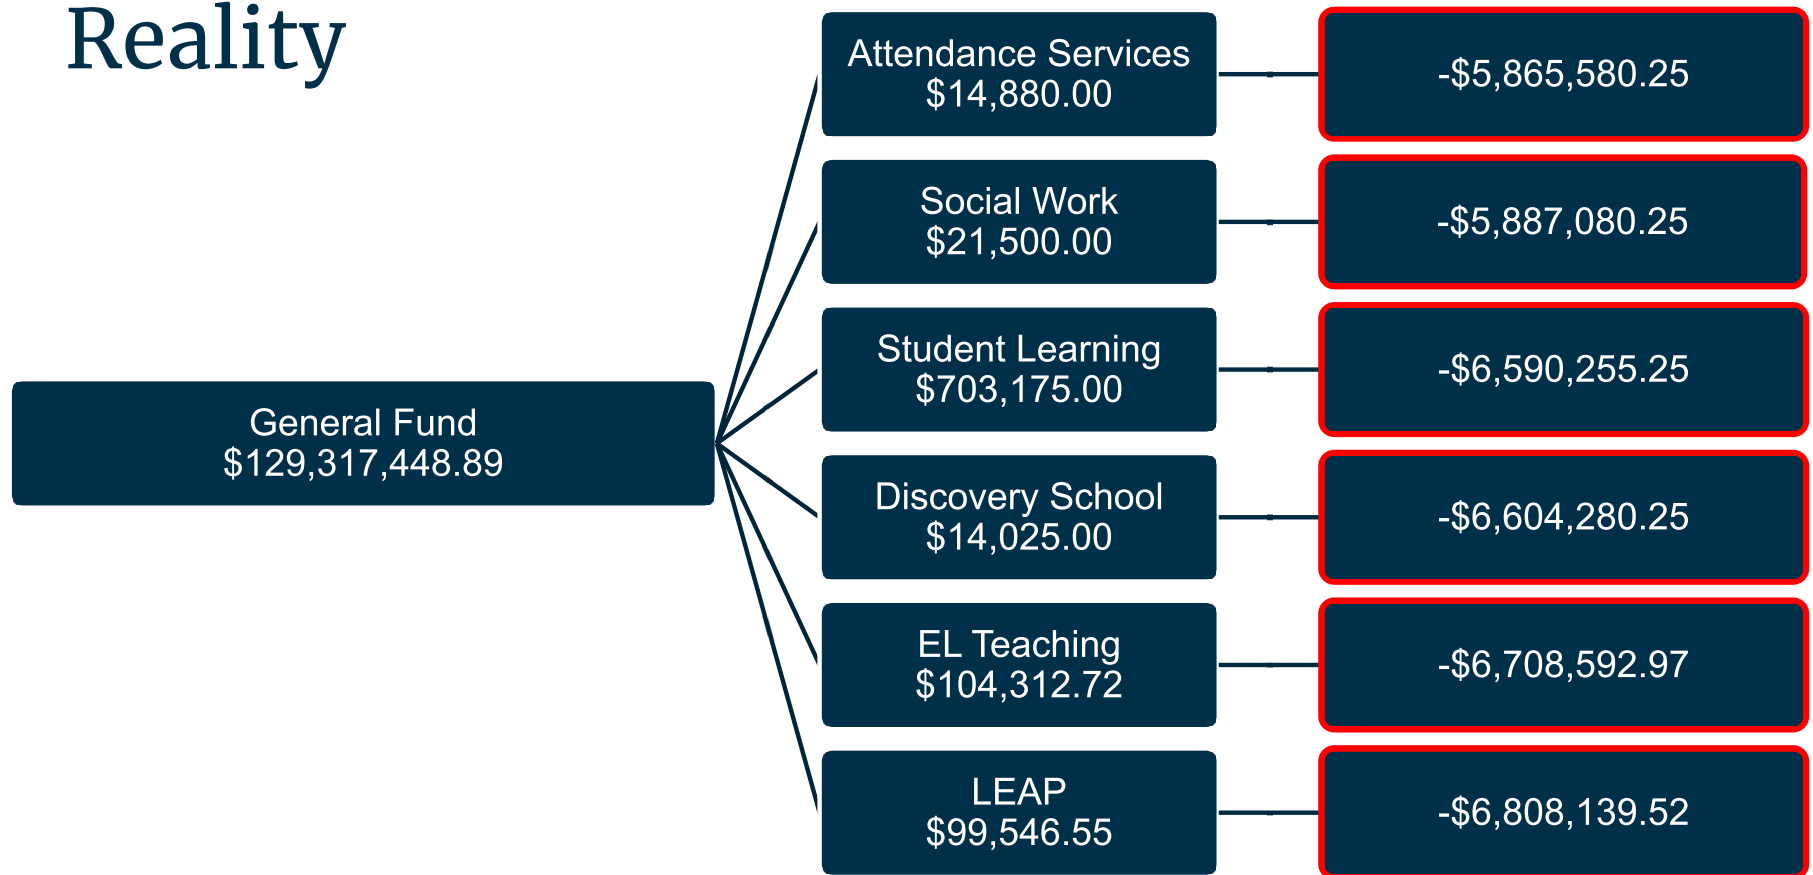 Reality
Attendance Services
$14,880.00
-$5,865,580.25
Social Work
$21,500.00
-$5,887,080.25
Student Learning
$703,175.00
-$6,590,255.25
General Fund
$129,317,448.89
Discovery School
$14,025.00
-$6,604,280.25
EL Teaching
$104,312.72
-$6,708,592.97
LEAP
$99,546.55
-$6,808,139.52